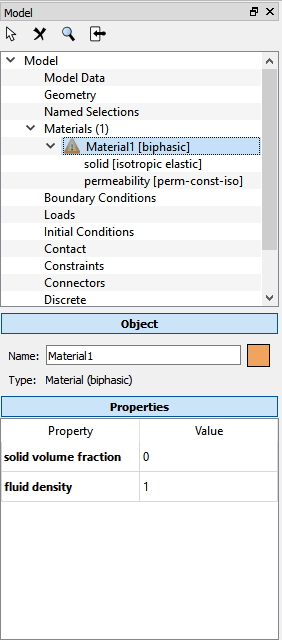 Model
Model
Model Data
Geometry
Named Selections
Materials (1)
Material1 [biphasic]
solid [isotropic elastic]
permeability [perm-const-iso]
Boundary Conditions
Loads
Initial Conditions
Contact
Constraints
Connectors
Discrete
Object
Name: Material1
Type: Material (biphasic)
Properties
Property Value
solid volume fraction 0
fluid density 1